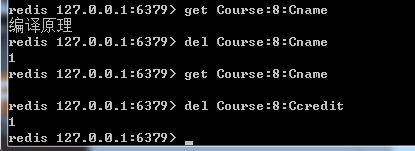 redis 127.0.0.1:6379> get Course:8:Cname
编译原理
redis 127.0.0.1:6379> del Course:8:Cname
1
redis 127.0.0.1:6379> get Course:8:Cname
redis 127.0.0.1:6379> del Course:8:Ccredit
1
redis 127.0.0.1:6379>